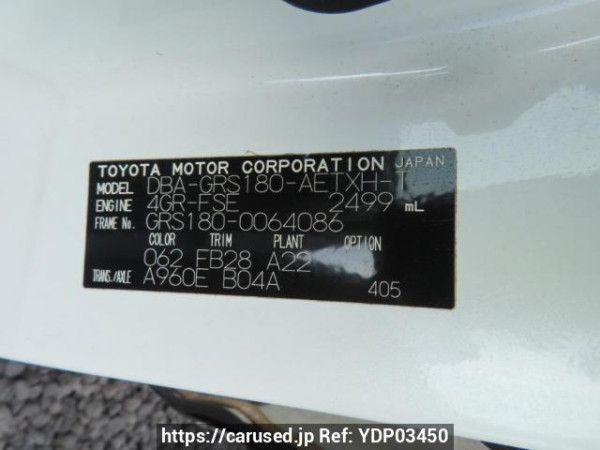 TOYOTA MOTOR CORPORATION JAPAN
MODEL DBA-GRS180-AETXH-T
ENGINE 4GR-FSE 2499 mL
FRAME No. GRS180-0064086
COLOR TRIM PLANT OPTION
062 FB28 A22
TRANS./AXLE A960E B04A 405
https://carused.jp Ref: YDP03450